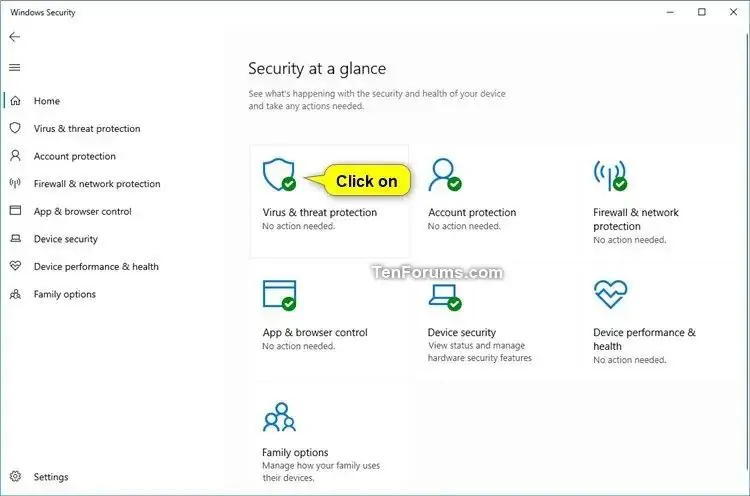 Windows Security
Home
Virus & threat protection
Account protection
Firewall & network protection
App & browser control
Device security
Device performance & health
Family options
Settings
Security at a glance
See what's happening with the security and health of your device
and take any actions needed.
Click on
Virus & threat protection
No action needed.
Account protection
No action needed.
Firewall & network
protection
No action needed.
TenForums.com
App & browser control
No action needed.
Device security
View status and manage
hardware security features
Device performance &
health
No action needed.
Family options
Manage how your family uses
their devices.